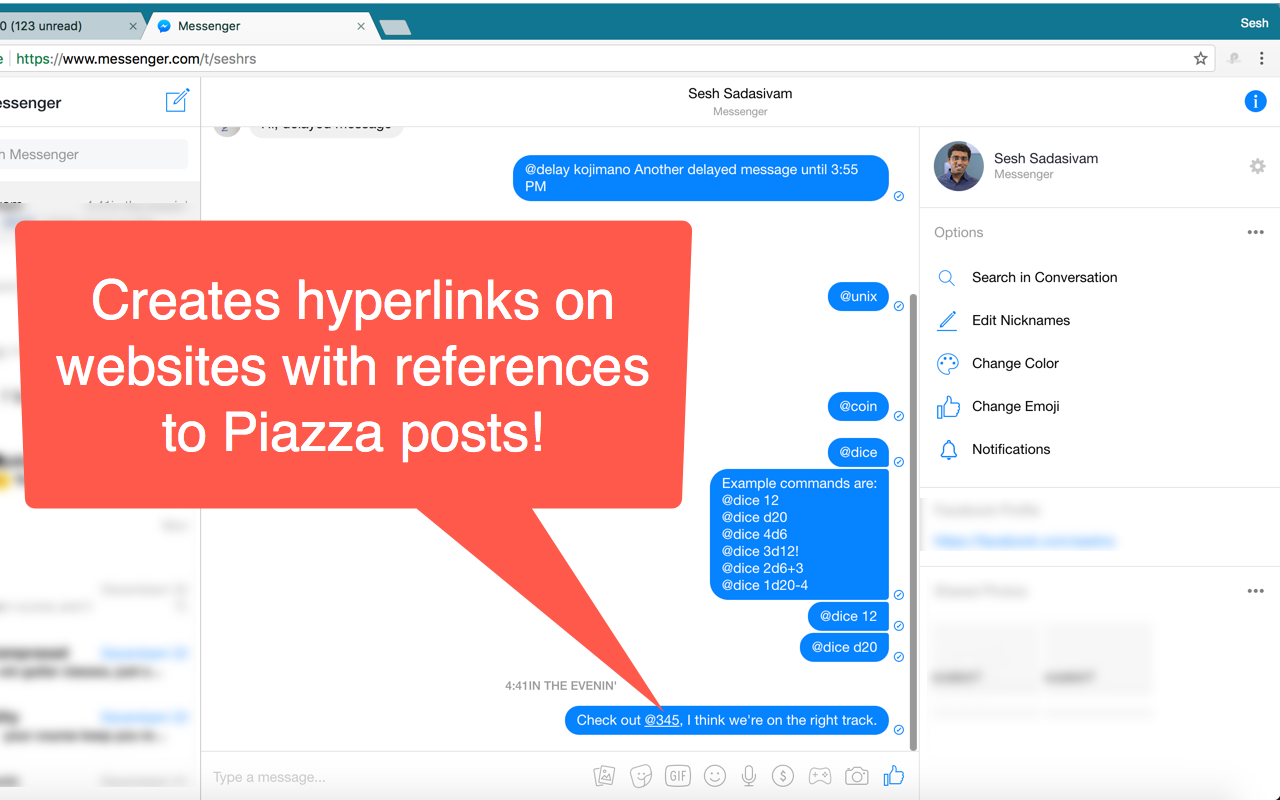 0 (123 unread)
Messenger
Sesh
https://www.messenger.com/t/seshrs
essenger
Sesh Sadasivam
Messenger
h Messenger
Hi, delayed message
@delay kojimano Another delayed message until 3:55
PM
@unix
@coin
@dice
Example commands are:
@dice 12
@dice d20
@dice 4d6
@dice 3d12!
@dice 2d6+3
@dice 1d20-4
@dice 12
@dice d20
4:41IN THE EVENIN'
Check out @345, I think we're on the right track.
Type a message...
GIF
Creates hyperlinks on
websites with references
to Piazza posts!
Sesh Sadasivam
Messenger
Options
Search in Conversation
Edit Nicknames
Change Color
Change Emoji
Notifications